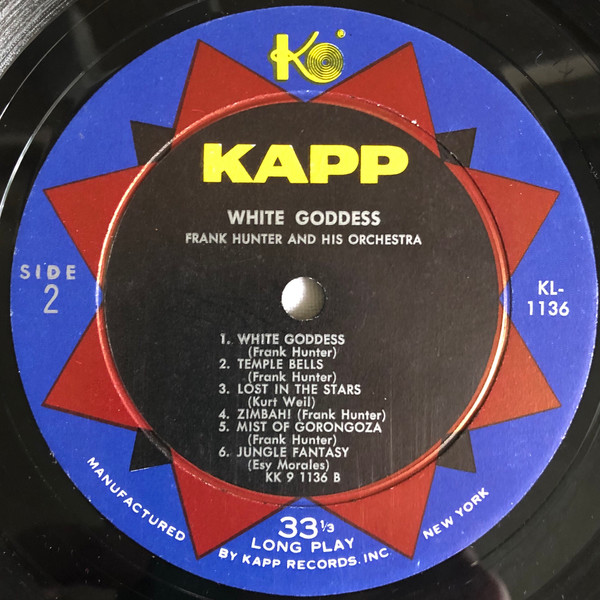 K
®
KAPP
WHITE GODDESS
FRANK HUNTER AND HIS ORCHESTRA
SIDE
2
KL-
1136
1. WHITE GODDESS
(Frank Hunter)
2. TEMPLE BELLS
(Frank Hunter)
3. LOST IN THE STARS
(Kurt Weil)
4. ZIMBAH! (Frank Hunter)
5. MIST OF GORONGOZA
(Frank Hunter)
6. JUNGLE FANTASY
(Esy Morales)
KK 9 1136 B
33 1/3
LONG PLAY
MANUFACTURED BY KAPP RECORDS, INC. NEW YORK